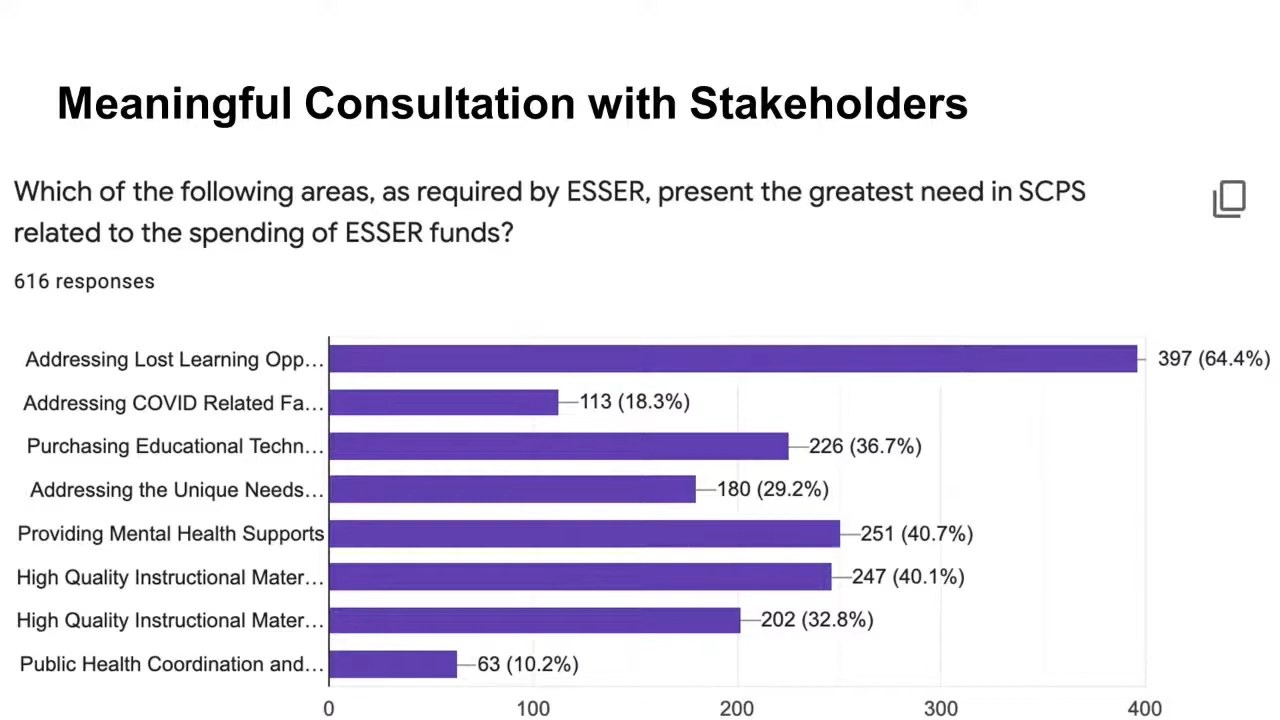 Meaningful Consultation with Stakeholders
Which of the following areas, as required by ESSER, present the greatest need in SCPS
related to the spending of ESSER funds?
616 responses
Addressing Lost Learning Opp… 397 (64.4%)
Addressing COVID Related Fa… 113 (18.3%)
Purchasing Educational Techn… 226 (36.7%)
Addressing the Unique Needs… 180 (29.2%)
Providing Mental Health Supports 251 (40.7%)
High Quality Instructional Mater… 247 (40.1%)
High Quality Instructional Mater… 202 (32.8%)
Public Health Coordination and… 63 (10.2%)
0 100 200 300 400